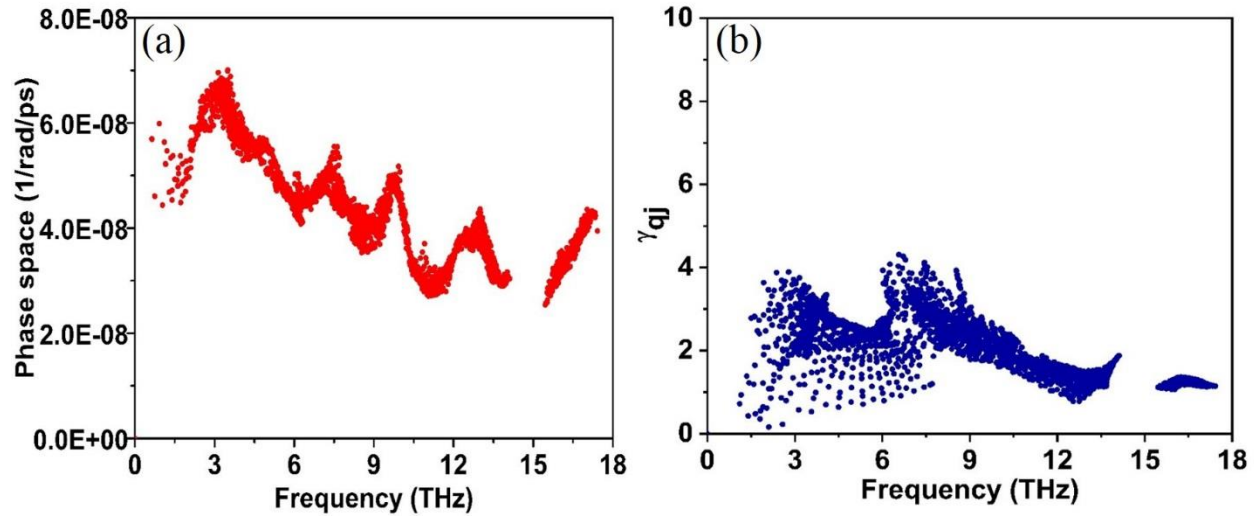 (a)
Phase space (1/rad/ps)
8.0E-08
6.0E-08
4.0E-08
2.0E-08
0.0E+00
0 3 6 9 12 15 18
Frequency (THz)
(b)
γqj
10
8
6
4
2
0
0 3 6 9 12 15 18
Frequency (THz)